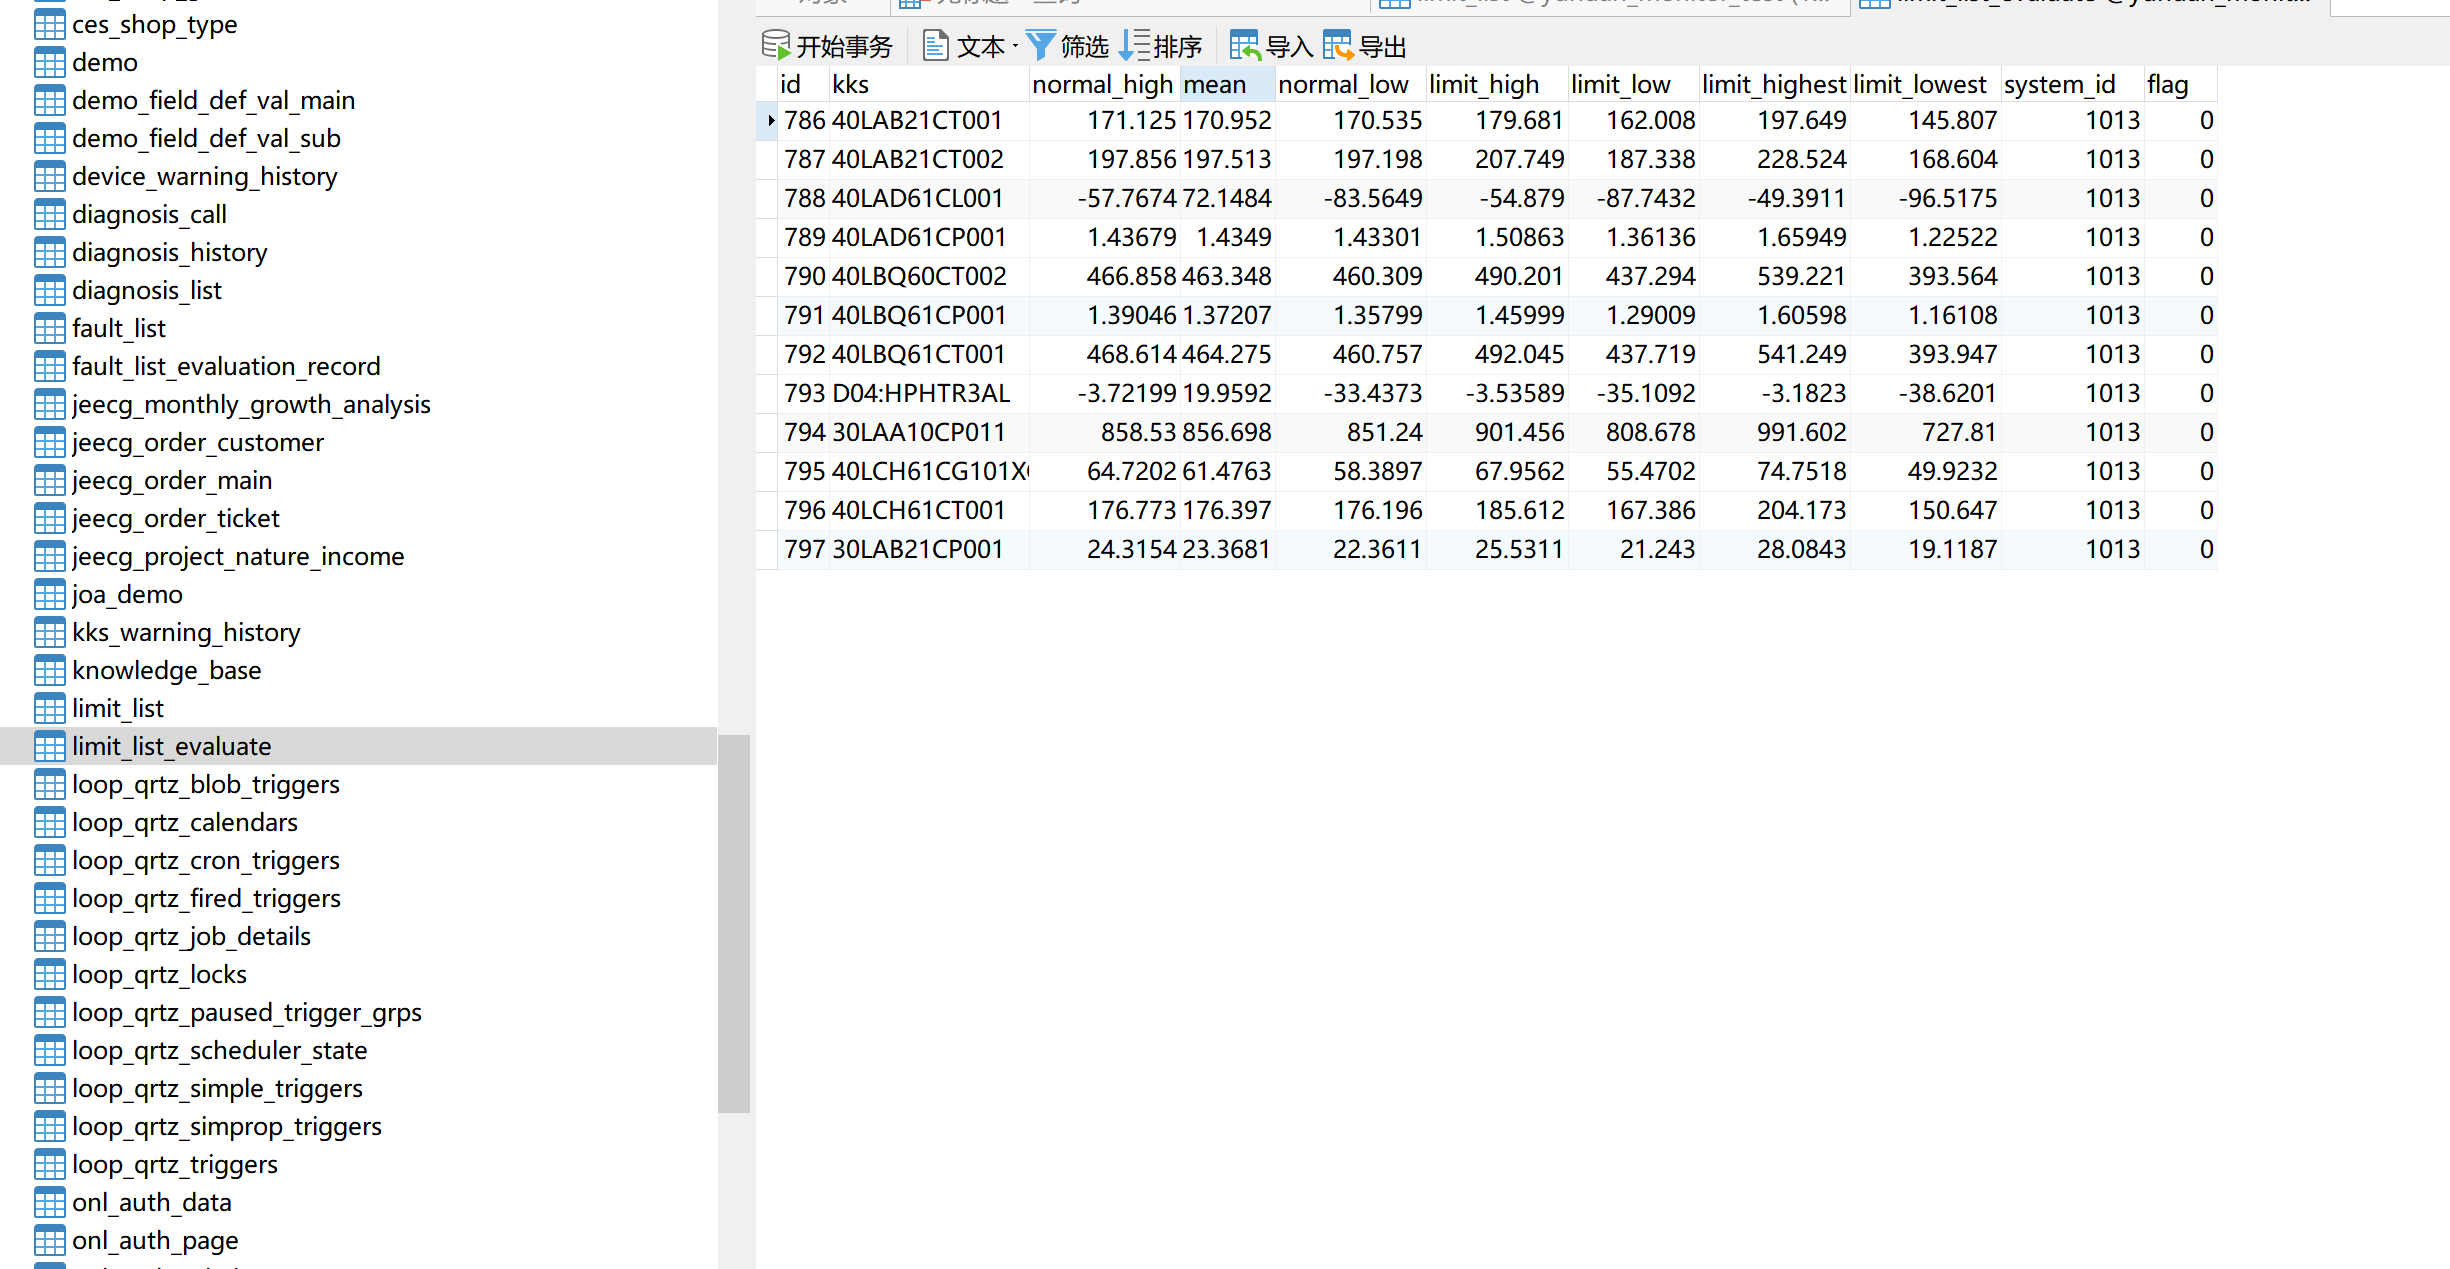 ces_shop_type
demo
demo_field_def_val_main
demo_field_def_val_sub
device_warning_history
diagnosis_call
diagnosis_history
diagnosis_list
fault_list
fault_list_evaluation_record
jeecg_monthly_growth_analysis
jeecg_order_customer
jeecg_order_main
jeecg_order_ticket
jeecg_project_nature_income
joa_demo
kks_warning_history
knowledge_base
limit_list
limit_list_evaluate
loop_qrtz_blob_triggers
loop_qrtz_calendars
loop_qrtz_cron_triggers
loop_qrtz_fired_triggers
loop_qrtz_job_details
loop_qrtz_locks
loop_qrtz_paused_trigger_grps
loop_qrtz_scheduler_state
loop_qrtz_simple_triggers
loop_qrtz_simprop_triggers
loop_qrtz_triggers
onl_auth_data
onl_auth_page
开始事务 文本 筛选 排序 导入 导出
id kks normal_high mean normal_low limit_high limit_low limit_highest limit_lowest system_id flag
786 40LAB21CT001 171.125 170.952 170.535 179.681 162.008 197.649 145.807 1013 0
787 40LAB21CT002 197.856 197.513 197.198 207.749 187.338 228.524 168.604 1013 0
788 40LAD61CL001 -57.7674 72.1484 -83.5649 -54.879 -87.7432 -49.3911 -96.5175 1013 0
789 40LAD61CP001 1.43679 1.4349 1.43301 1.50863 1.36136 1.65949 1.22522 1013 0
790 40LBQ60CT002 466.858 463.348 460.309 490.201 437.294 539.221 393.564 1013 0
791 40LBQ61CP001 1.39046 1.37207 1.35799 1.45999 1.29009 1.60598 1.16108 1013 0
792 40LBQ61CT001 468.614 464.275 460.757 492.045 437.719 541.249 393.947 1013 0
793 D04:HPHTR3AL -3.72199 19.9592 -33.4373 -3.53589 -35.1092 -3.1823 -38.6201 1013 0
794 30LAA10CP011 858.53 856.698 851.24 901.456 808.678 991.602 727.81 1013 0
795 40LCH61CG101X 64.7202 61.4763 58.3897 67.9562 55.4702 74.7518 49.9232 1013 0
796 40LCH61CT001 176.773 176.397 176.196 185.612 167.386 204.173 150.647 1013 0
797 30LAB21CP001 24.3154 23.3681 22.3611 25.5311 21.243 28.0843 19.1187 1013 0